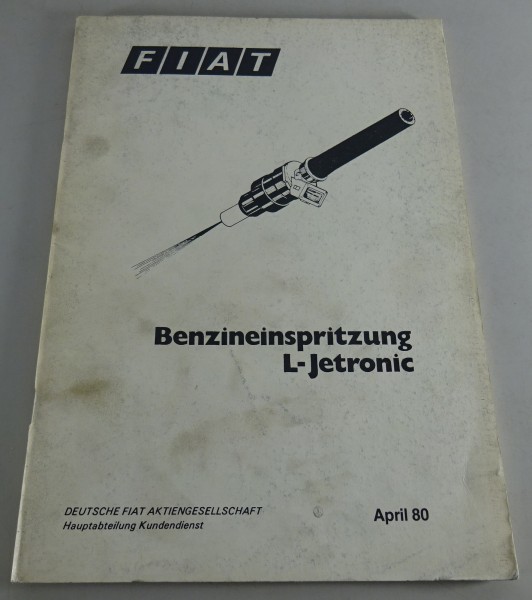 FIAT
Benzineinspritzung
L-Jetronic
DEUTSCHE FIAT AKTIENGESELLSCHAFT
Hauptabteilung Kundendienst
April 80